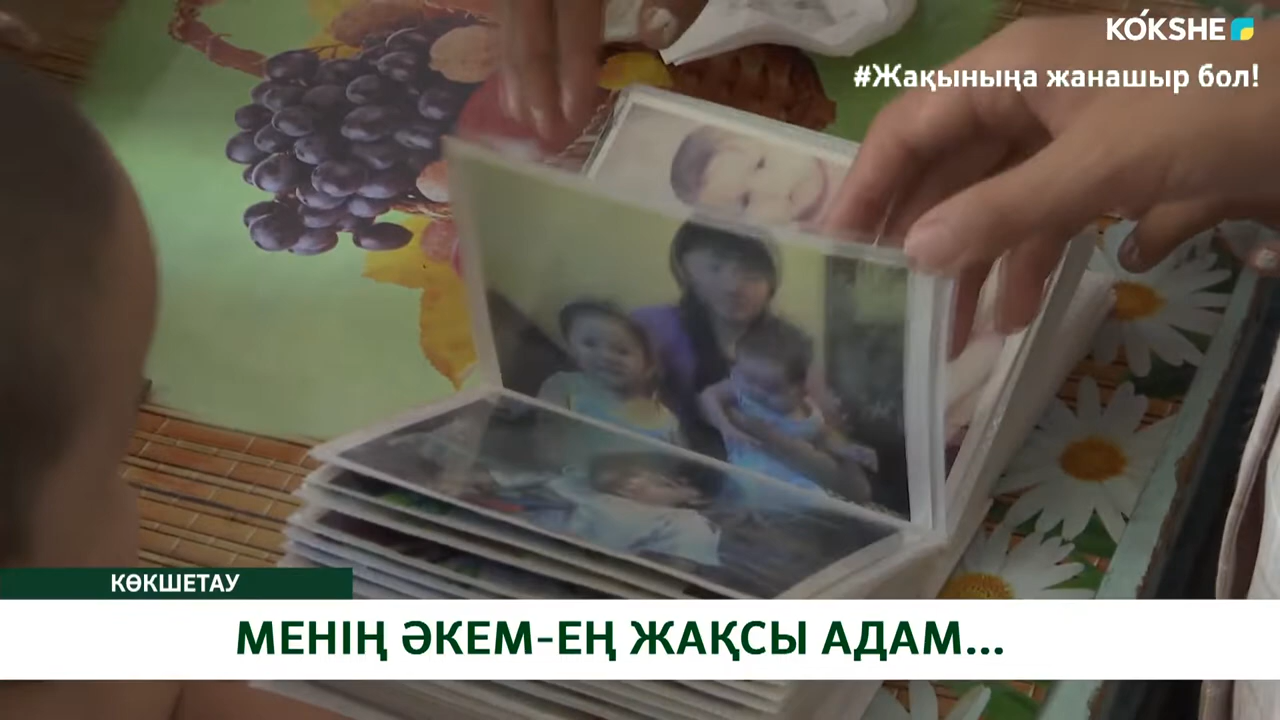 KÓKSHE
#Жақыныңа жанашыр бол!
КӨКШЕТАУ
МЕНІҢ ӘКЕМ-ЕҢ ЖАҚСЫ АДАМ...